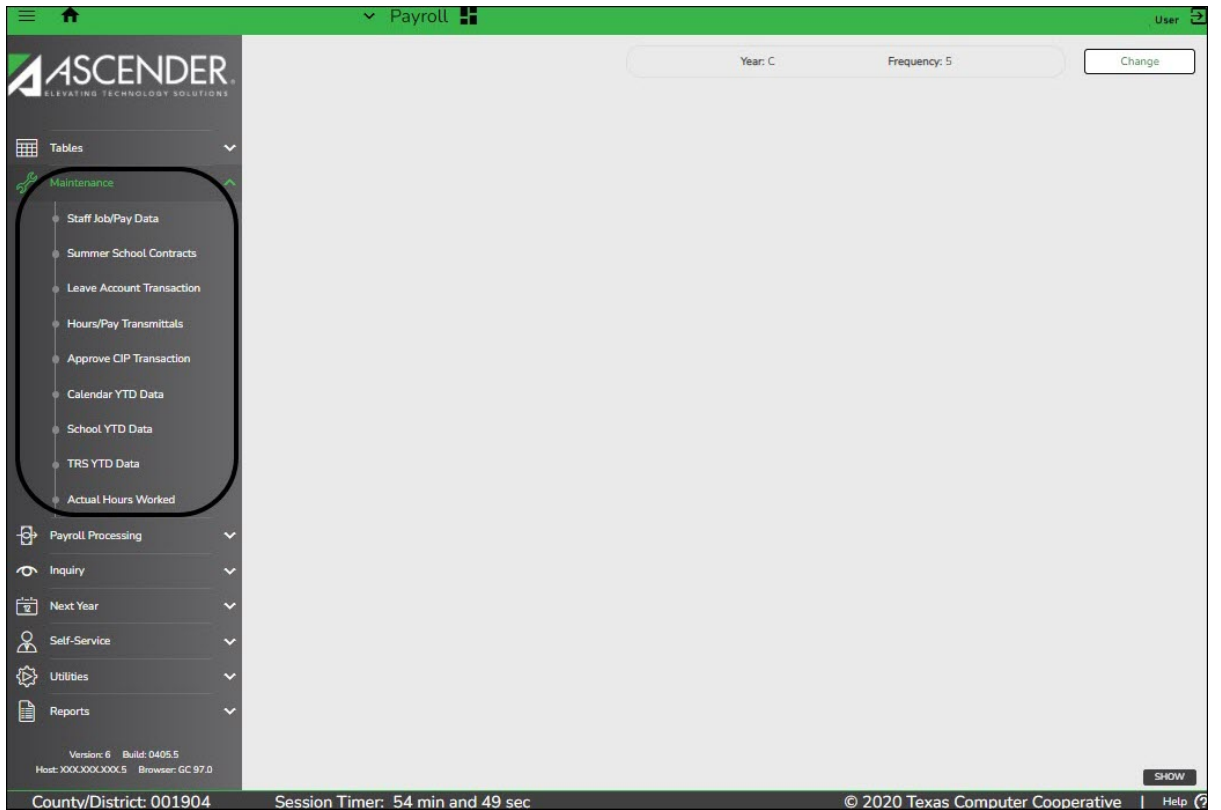 Payroll
User
ASCENDER
ELEVATING TECHNOLOGY SOLUTIONS
Year: C Frequency: 5 Change
Tables
Maintenance
Staff Job/Pay Data
Summer School Contracts
Leave Account Transaction
Hours/Pay Transmittals
Approve CIP Transaction
Calendar YTD Data
School YTD Data
TRS YTD Data
Actual Hours Worked
Payroll Processing
Inquiry
12
Next Year
Self-Service
Utilities
Reports
Version: 6 Build: 0405.5
Host: XXX.XXX.XXX.5 Browser: GC 97.0
SHOW
County/District: 001904 Session Timer: 54 min and 49 sec © 2020 Texas Computer Cooperative | Help ?